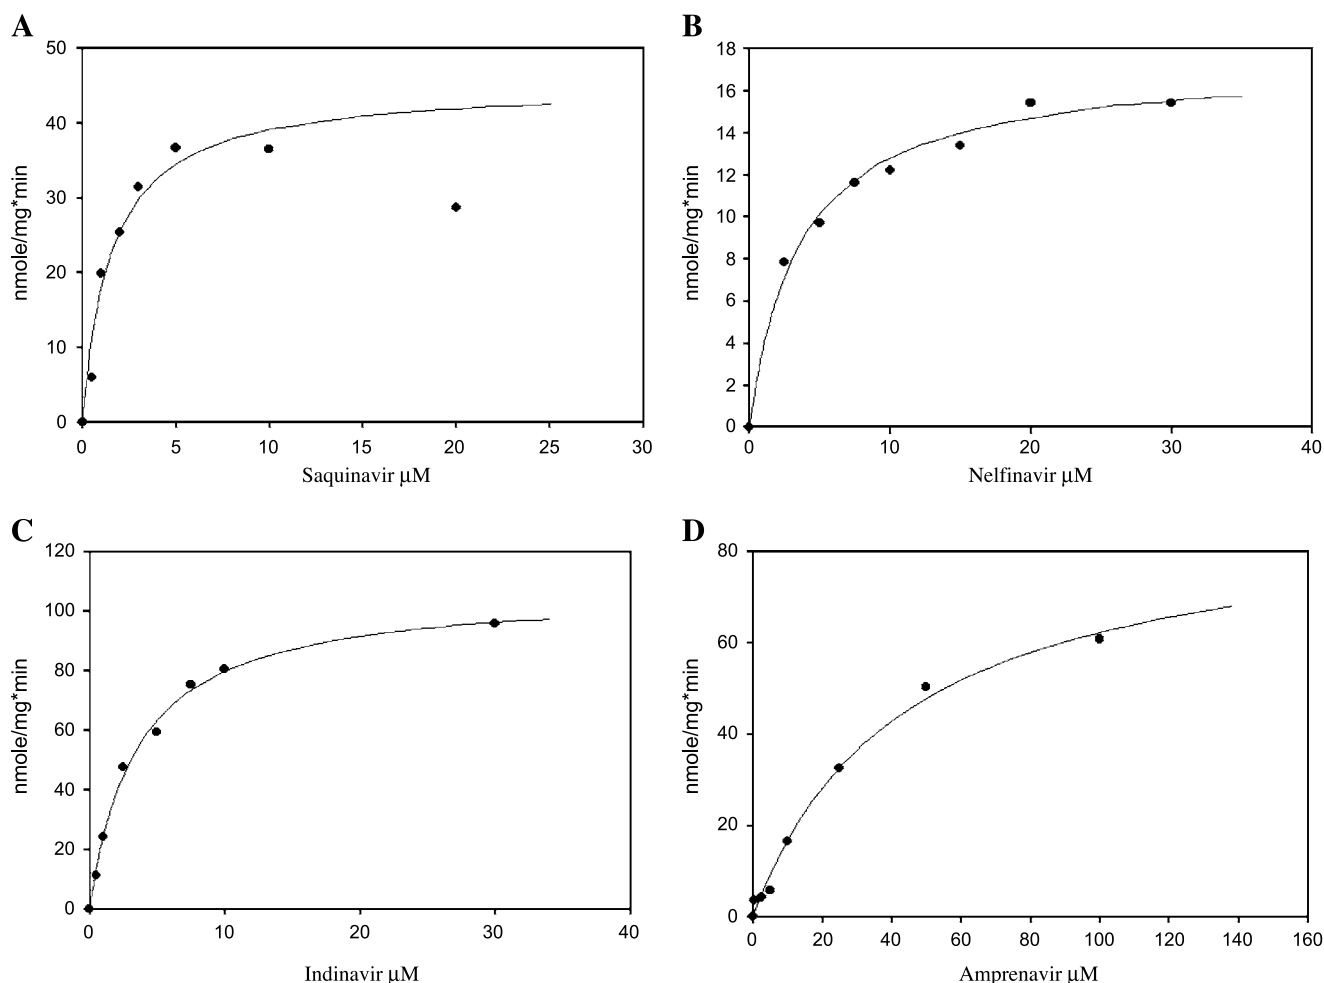 A
50
40
30
20
10
0
nmole/mg*min
0 5 10 15 20 25 30
Saquinavir μM
B
18
16
14
12
10
8
6
4
2
0
nmole/mg*min
0 10 20 30 40
Nelfinavir μM
C
120
100
80
60
40
20
0
nmole/mg*min
0 10 20 30 40
Indinavir μM
D
80
60
40
20
0
nmole/mg*min
0 20 40 60 80 100 120 140 160
Amprenavir μM